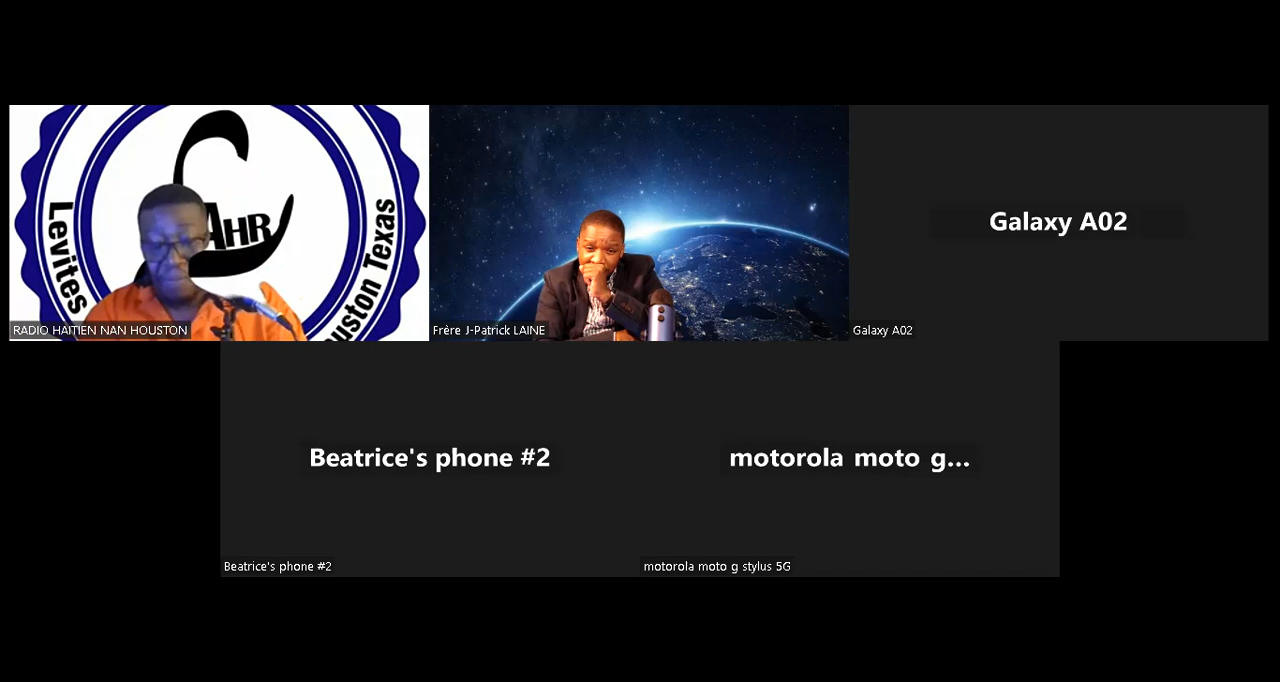 Levites
AHR
uston Texas
RADIO HAITIEN NAN HOUSTON
Frère J-Patrick LAINE
Galaxy A02
Galaxy A02
Beatrice's phone #2
motorola moto g...
Beatrice's phone #2
motorola moto g stylus 5G